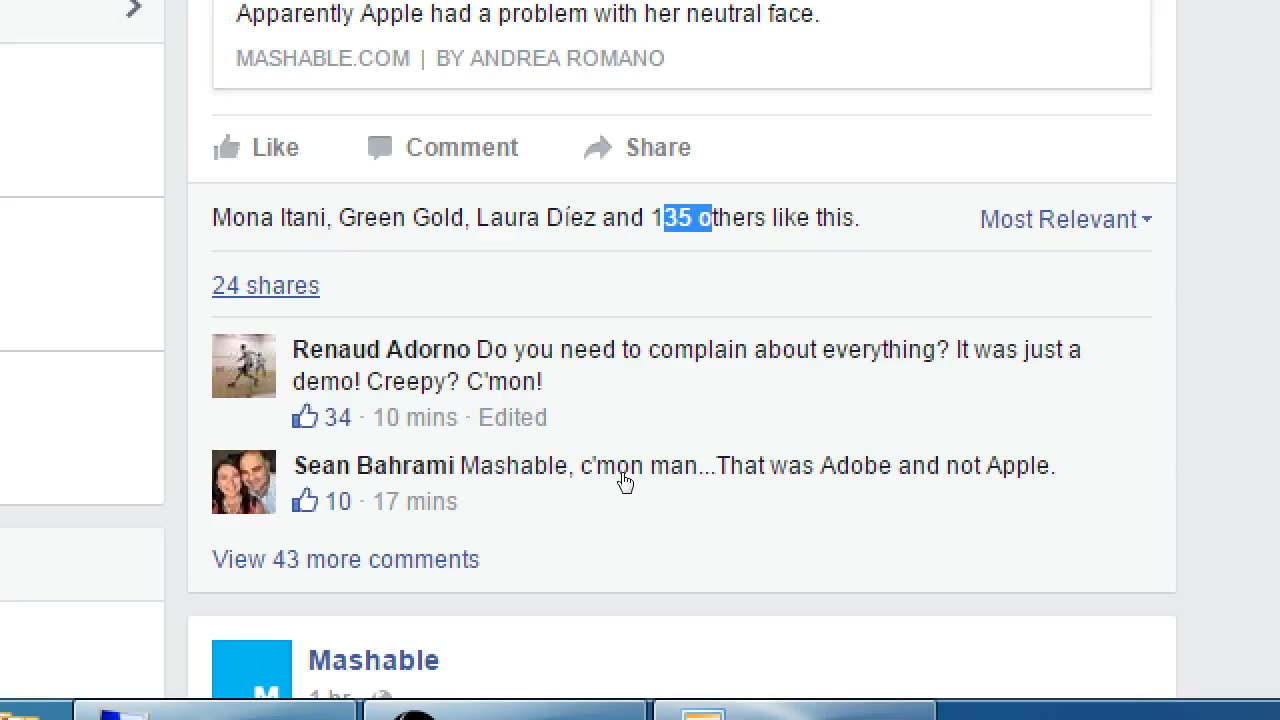 Apparently Apple had a problem with her neutral face.
MASHABLE.COM | BY ANDREA ROMANO
Like Comment Share
Mona Itani, Green Gold, Laura Díez and 135 others like this. Most Relevant
24 shares
Renaud Adorno Do you need to complain about everything? It was just a
demo! Creepy? C'mon!
34 · 10 mins · Edited
Sean Bahrami Mashable, c'mon man...That was Adobe and not Apple.
10 · 17 mins
View 43 more comments
Mashable
M
1 hr